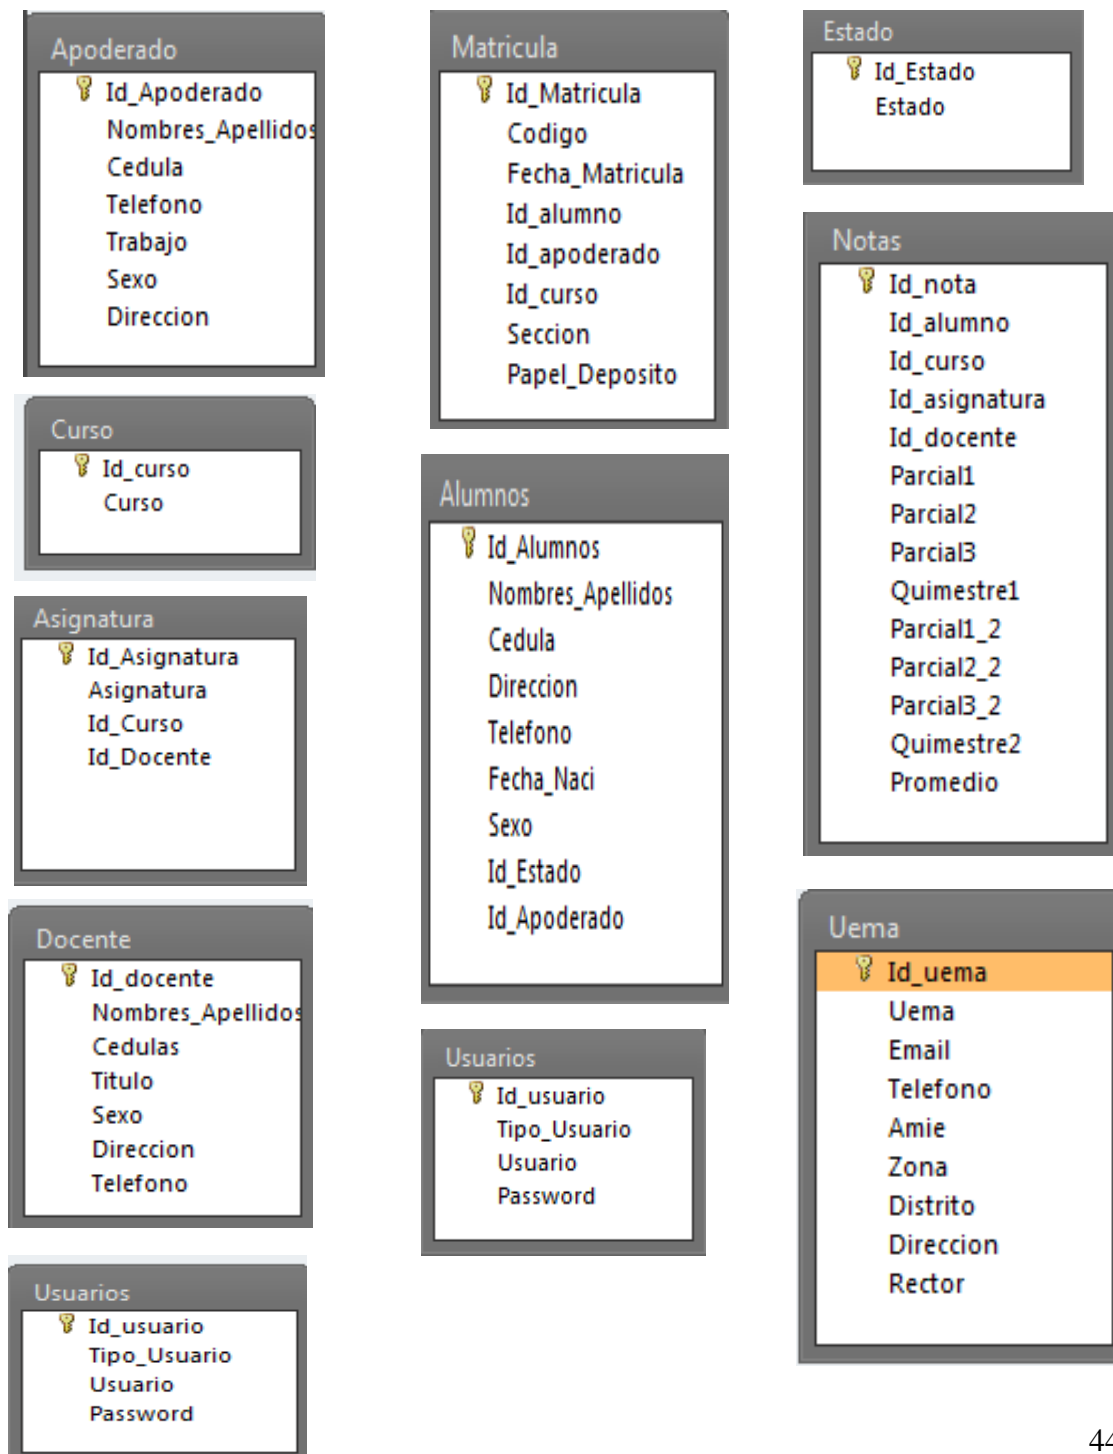 Apoderado
Id_Apoderado
Nombres_Apellidos
Cedula
Telefono
Trabajo
Sexo
Direccion
Curso
Id_curso
Curso
Asignatura
Id_Asignatura
Asignatura
Id_Curso
Id_Docente
Docente
Id_docente
Nombres_Apellidos
Cedulas
Titulo
Sexo
Direccion
Telefono
Usuarios
Id_usuario
Tipo_Usuario
Usuario
Password
Matricula
Id_Matricula
Codigo
Fecha_Matricula
Id_alumno
Id_apoderado
Id_curso
Seccion
Papel_Deposito
Alumnos
Id_Alumnos
Nombres_Apellidos
Cedula
Direccion
Telefono
Fecha_Naci
Sexo
Id_Estado
Id_Apoderado
Usuarios
Id_usuario
Tipo_Usuario
Usuario
Password
Estado
Id_Estado
Estado
Notas
Id_nota
Id_alumno
Id_curso
Id_asignatura
Id_docente
Parcial1
Parcial2
Parcial3
Quimestre1
Parcial1_2
Parcial2_2
Parcial3_2
Quimestre2
Promedio
Uema
Id_uema
Uema
Email
Telefono
Amie
Zona
Distrito
Direccion
Rector
44